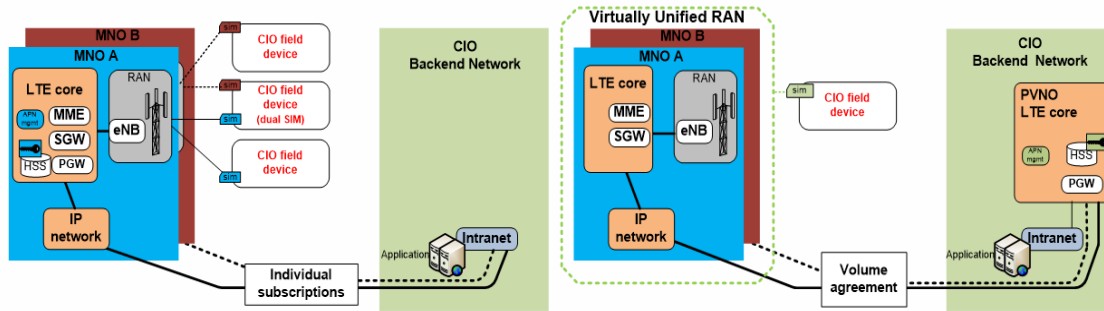 MNO B
MNO A
LTE core
APN
mgmt
MME
SGW
HSS
PGW
RAN
eNB
IP
network
sim
CIO field
device
sim
CIO field
device
(dual SIM)
sim
sim
CIO field
device
CIO
Backend Network
Application
Intranet
Individual
subscriptions
Virtually Unified RAN
MNO B
MNO A
LTE core
MME
SGW
RAN
eNB
IP
network
sim
CIO field
device
CIO
Backend Network
PVNO
LTE core
APN
mgmt
HSS
PGW
Application
Intranet
Volume
agreement